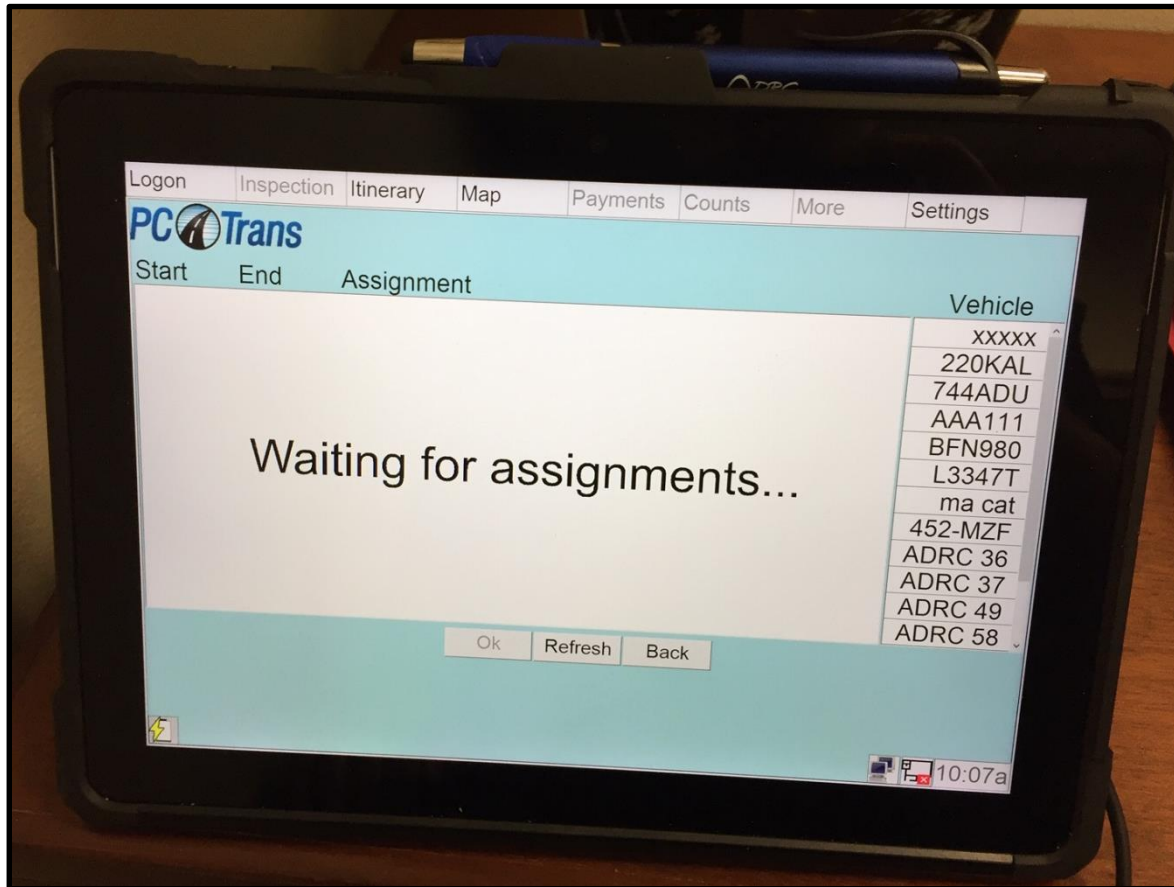 ADRC
Logon Inspection Itinerary Map Payments Counts More Settings
PC Trans
Start End Assignment
Vehicle
xxxxx
220KAL
744ADU
AAA111
BFN980
L3347T
ma cat
452-MZF
ADRC 36
ADRC 37
ADRC 49
ADRC 58
Waiting for assignments...
Ok Refresh Back
10:07a